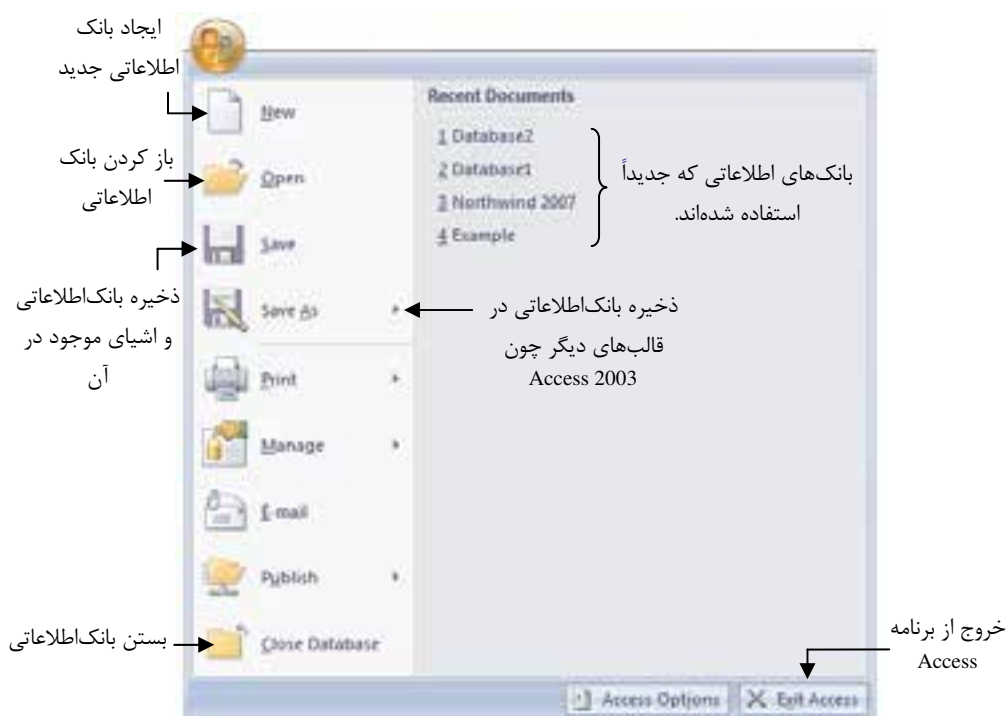 ایجاد بانک
اطلاعاتی جدید
باز کردن بانک
اطلاعاتی
ذخیره بانک‌اطلاعاتی
و اشیای موجود در
آن
بستن بانک‌اطلاعاتی
New
Open
Save
Save As
Print
Manage
E-mail
Publish
Close Database
Recent Documents
1 Database2
2 Database1
3 Northwind 2007
4 Example
بانک‌های اطلاعاتی که جدیداً
استفاده شده‌اند.
ذخیره بانک‌اطلاعاتی در
قالب‌های دیگر چون
Access 2003
خروج از برنامه
Access
Access Options
Exit Access